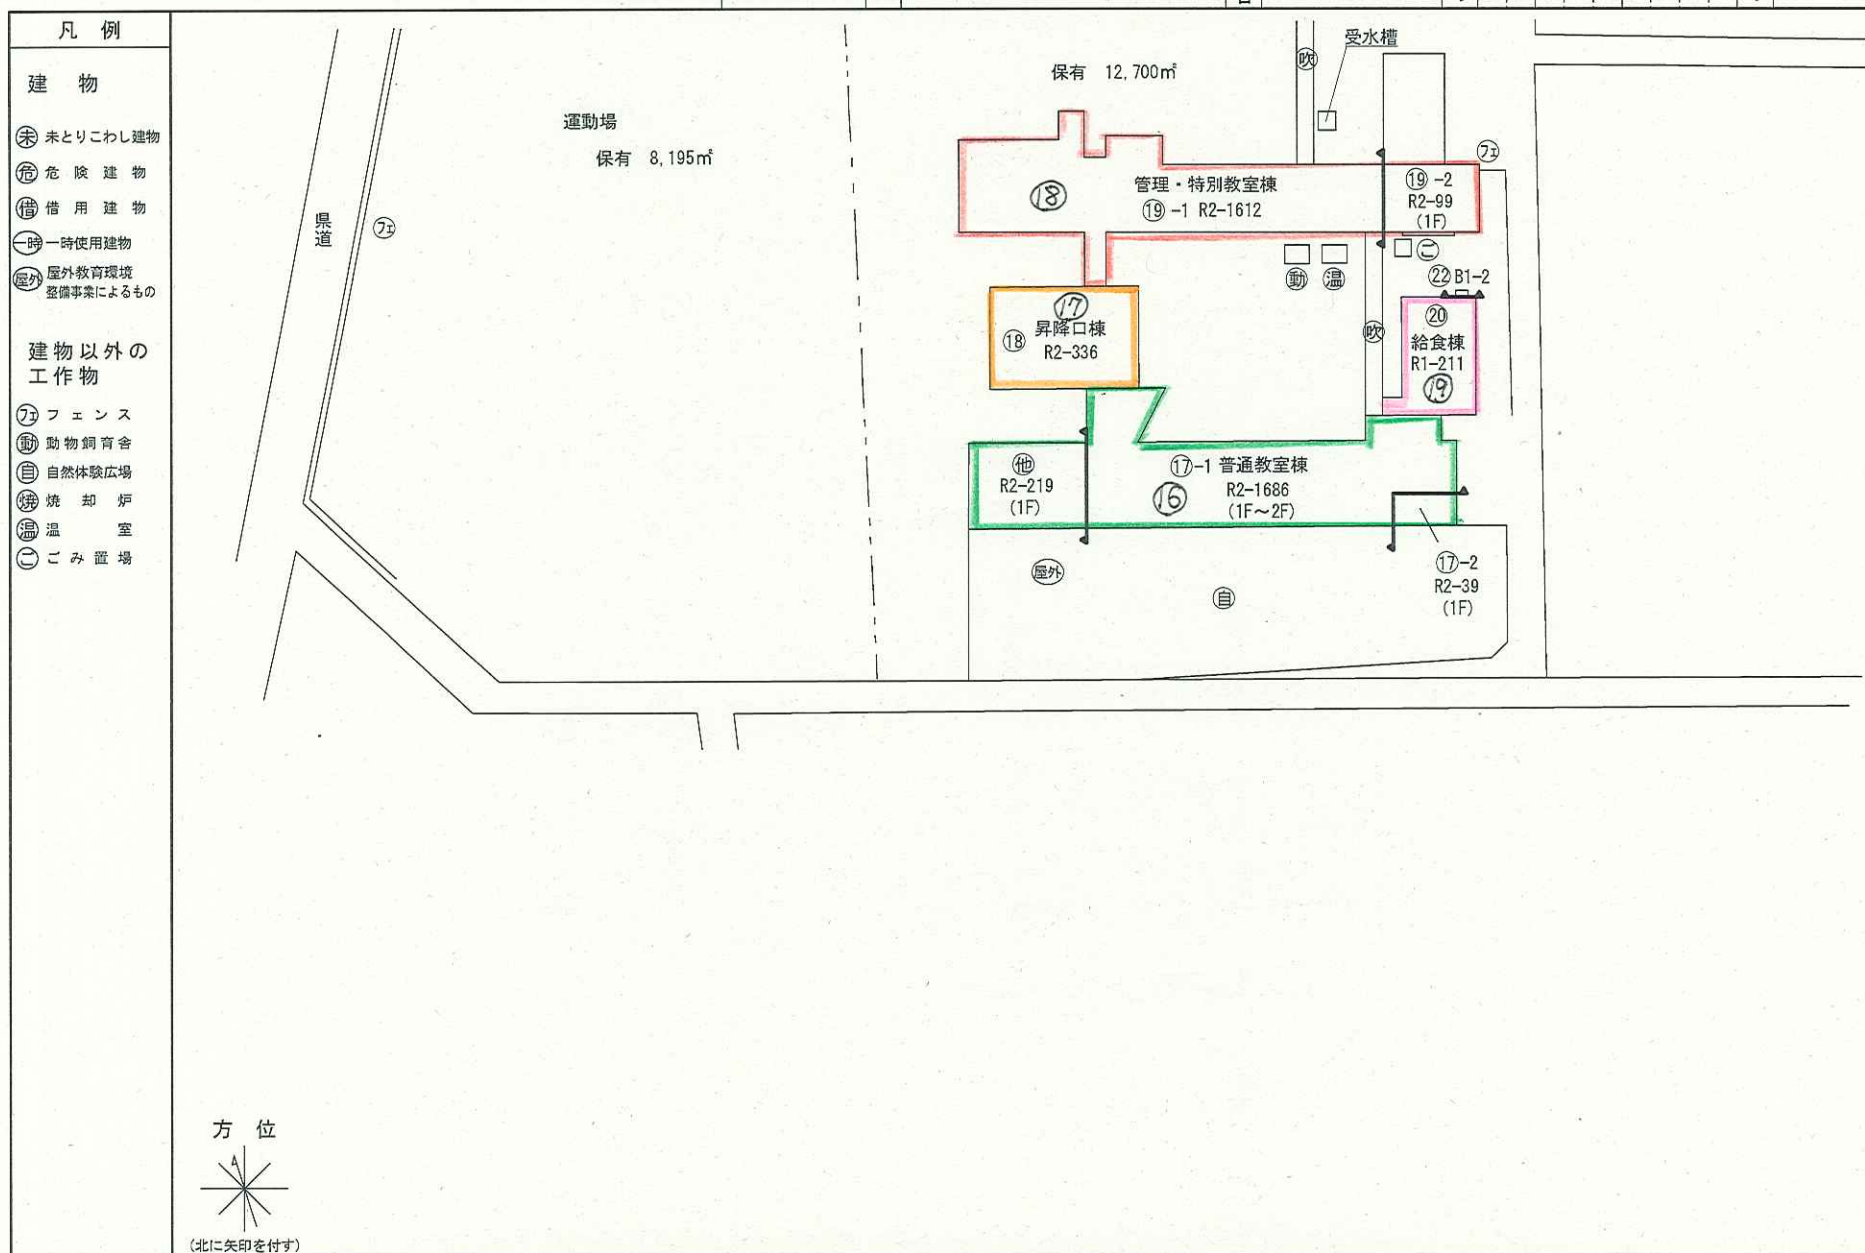 凡 例
建 物
未 未とりこわし建物
危 危険建物
借 借用建物
一時 一時使用建物
屋外 屋外教育環境
整備事業によるもの
建物以外の
工作物
フェ フェンス
動 動物飼育舎
自 自然体験広場
焼 焼却炉
温 温室
ご ごみ置場
県道
フェ
運動場
保有 8,195㎡
保有 12,700㎡
吹
受水槽
フェ
⑱
管理・特別教室棟
⑲-1 R2-1612
⑲-2
R2-99
(1F)
ご
動
温
㉒ B1-2
⑰
昇降口棟
⑱
R2-336
吹
⑳
給食棟
R1-211
⑲
他
R2-219
(1F)
⑰-1 普通教室棟
R2-1686
⑯
(1F～2F)
⑰-2
R2-39
(1F)
屋外
自
方 位
(北に矢印を付す)